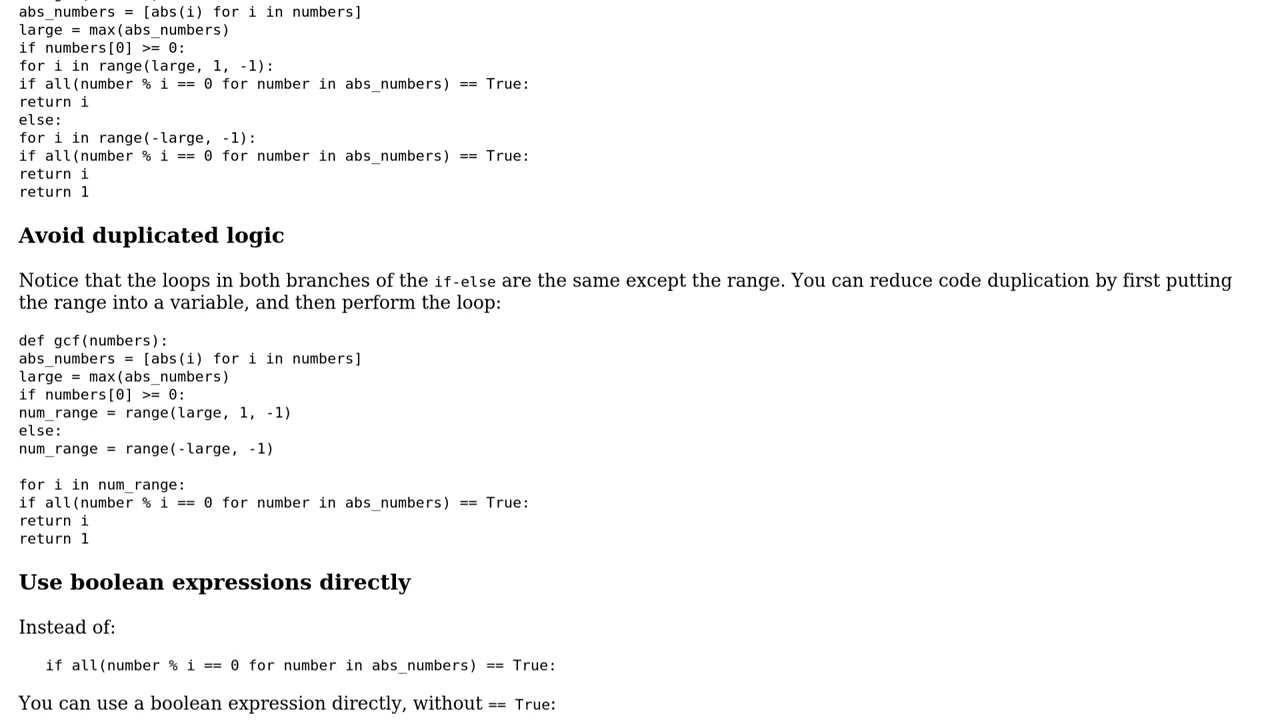 abs_numbers = [abs(i) for i in numbers]
large = max(abs_numbers)
if numbers[0] >= 0:
for i in range(large, 1, -1):
if all(number % i == 0 for number in abs_numbers) == True:
return i
else:
for i in range(-large, -1):
if all(number % i == 0 for number in abs_numbers) == True:
return i
return 1
Avoid duplicated logic
Notice that the loops in both branches of the if-else are the same except the range. You can reduce code duplication by first putting
the range into a variable, and then perform the loop:
def gcf(numbers):
abs_numbers = [abs(i) for i in numbers]
large = max(abs_numbers)
if numbers[0] >= 0:
num_range = range(large, 1, -1)
else:
num_range = range(-large, -1)
for i in num_range:
if all(number % i == 0 for number in abs_numbers) == True:
return i
return 1
Use boolean expressions directly
Instead of:
if all(number % i == 0 for number in abs_numbers) == True:
You can use a boolean expression directly, without == True: